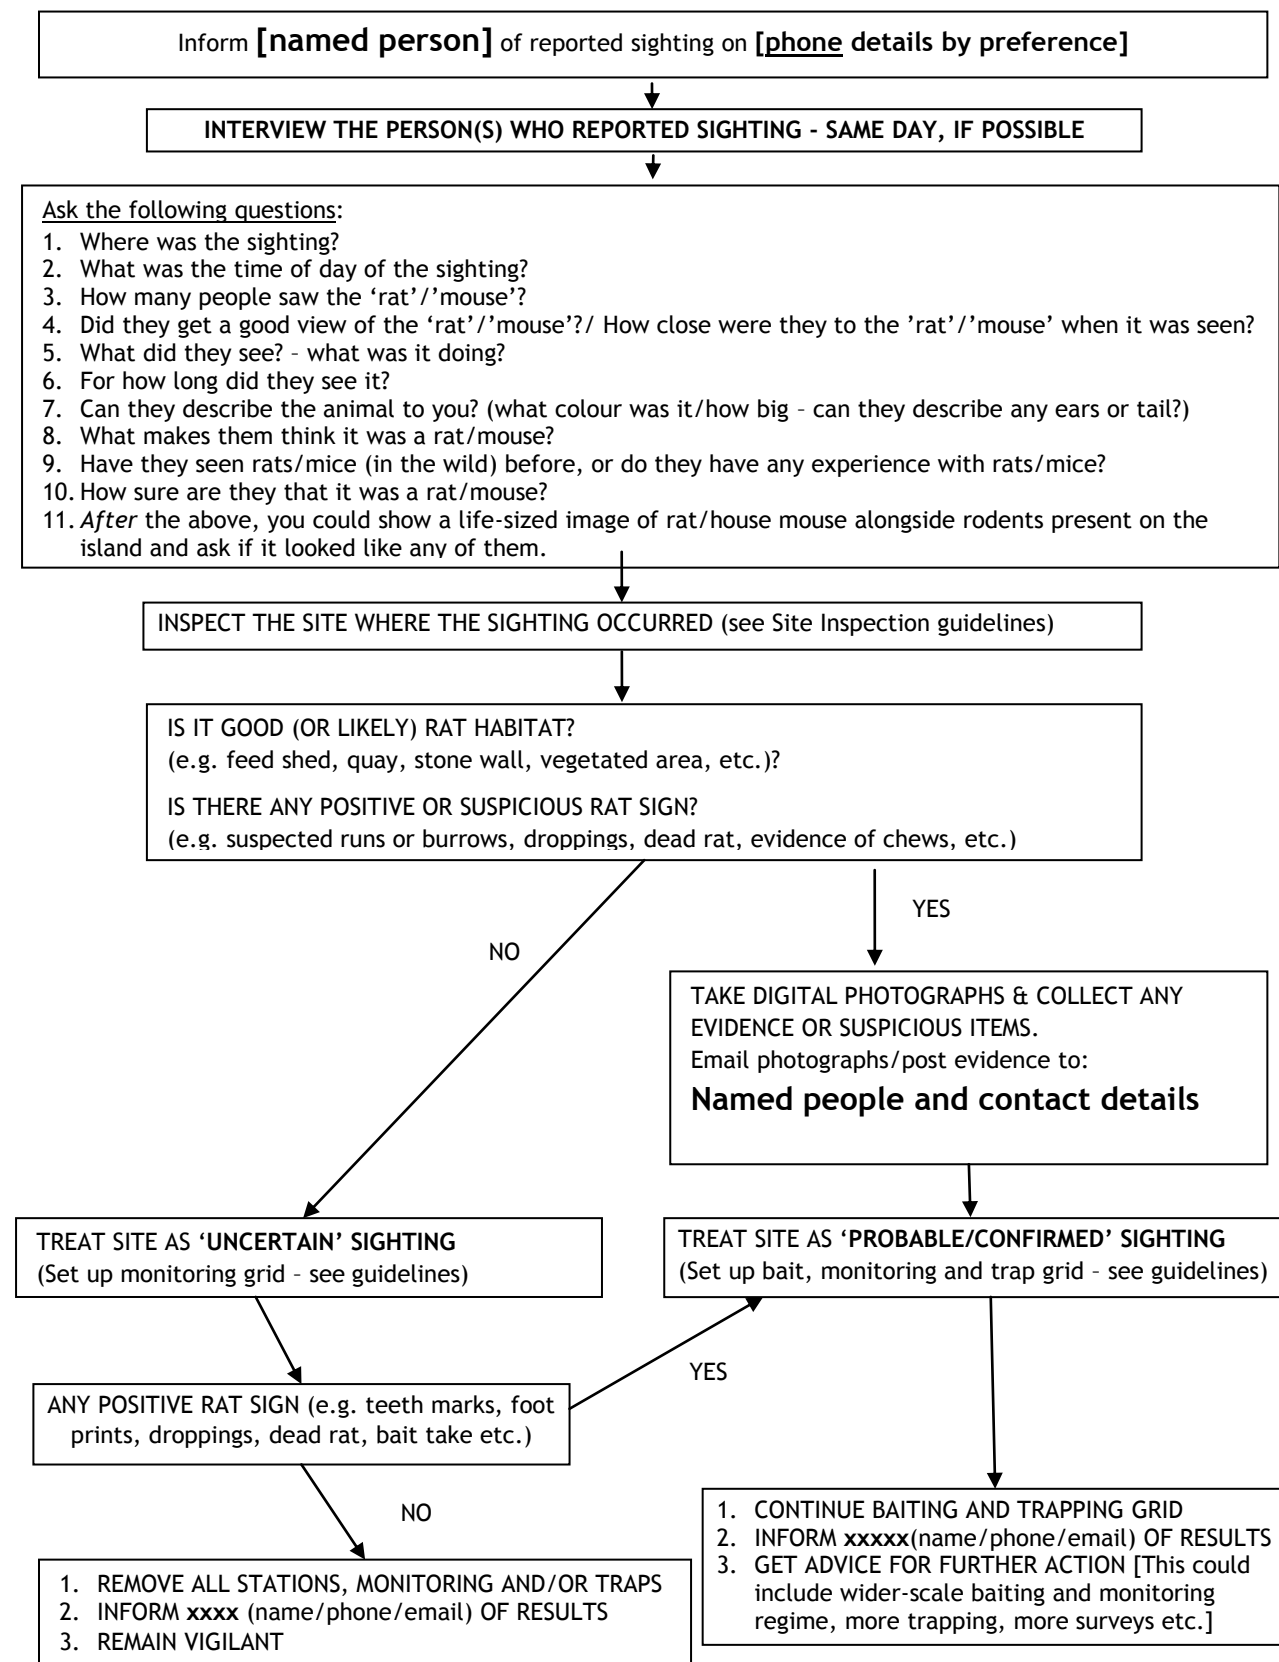 Inform [named person] of reported sighting on [phone details by preference]
INTERVIEW THE PERSON(S) WHO REPORTED SIGHTING - SAME DAY, IF POSSIBLE
Ask the following questions:
1. Where was the sighting?
2. What was the time of day of the sighting?
3. How many people saw the ‘rat’/’mouse’?
4. Did they get a good view of the ‘rat’/’mouse’?/ How close were they to the ’rat’/’mouse’ when it was seen?
5. What did they see? – what was it doing?
6. For how long did they see it?
7. Can they describe the animal to you? (what colour was it/how big – can they describe any ears or tail?)
8. What makes them think it was a rat/mouse?
9. Have they seen rats/mice (in the wild) before, or do they have any experience with rats/mice?
10. How sure are they that it was a rat/mouse?
11. After the above, you could show a life-sized image of rat/house mouse alongside rodents present on the
island and ask if it looked like any of them.
INSPECT THE SITE WHERE THE SIGHTING OCCURRED (see Site Inspection guidelines)
IS IT GOOD (OR LIKELY) RAT HABITAT?
(e.g. feed shed, quay, stone wall, vegetated area, etc.)?
IS THERE ANY POSITIVE OR SUSPICIOUS RAT SIGN?
(e.g. suspected runs or burrows, droppings, dead rat, evidence of chews, etc.)
YES
NO
TAKE DIGITAL PHOTOGRAPHS & COLLECT ANY
EVIDENCE OR SUSPICIOUS ITEMS.
Email photographs/post evidence to:
Named people and contact details
TREAT SITE AS ‘UNCERTAIN’ SIGHTING
(Set up monitoring grid – see guidelines)
TREAT SITE AS ‘PROBABLE/CONFIRMED’ SIGHTING
(Set up bait, monitoring and trap grid – see guidelines)
YES
ANY POSITIVE RAT SIGN (e.g. teeth marks, foot
prints, droppings, dead rat, bait take etc.)
NO
1. CONTINUE BAITING AND TRAPPING GRID
2. INFORM xxxxx(name/phone/email) OF RESULTS
3. GET ADVICE FOR FURTHER ACTION [This could
include wider-scale baiting and monitoring
regime, more trapping, more surveys etc.]
1. REMOVE ALL STATIONS, MONITORING AND/OR TRAPS
2. INFORM xxxx (name/phone/email) OF RESULTS
3. REMAIN VIGILANT